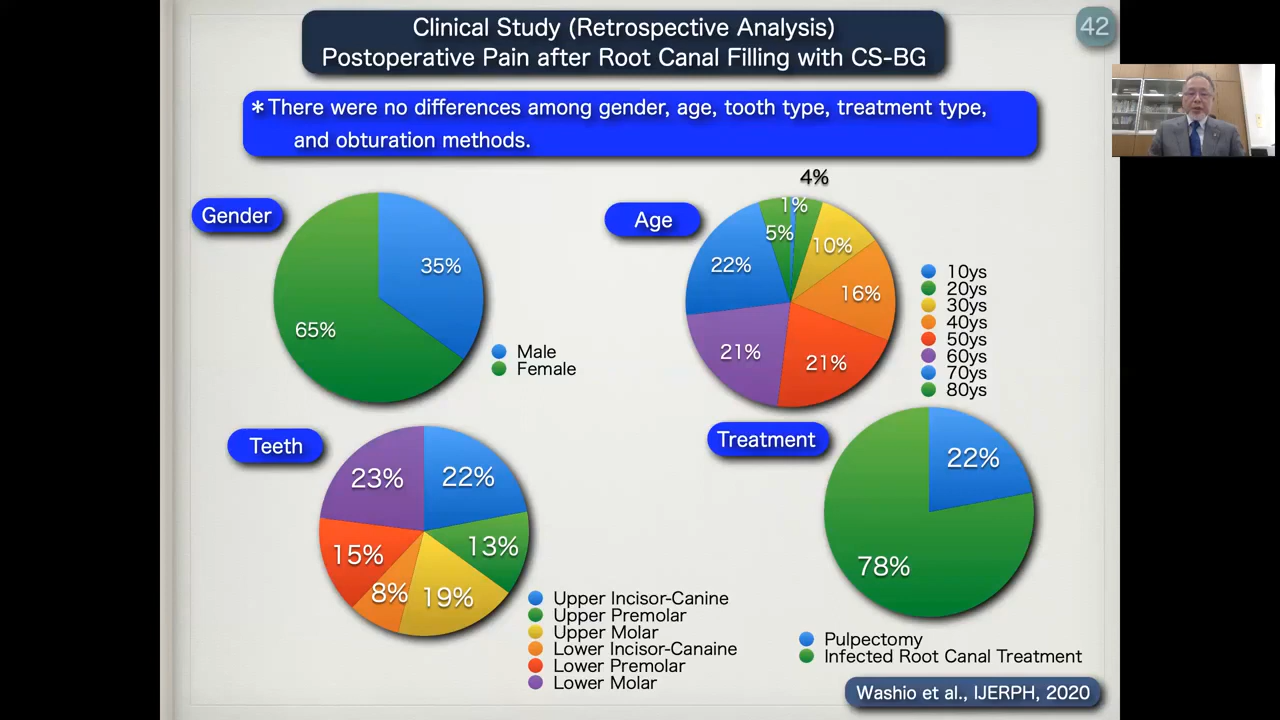 Clinical Study (Retrospective Analysis)
Postoperative Pain after Root Canal Filling with CS-BG
42
*There were no differences among gender, age, tooth type, treatment type,
and obturation methods.
Gender
35%
65%
Male
Female
Age
4%
1%
5%
10%
22%
16%
21%
21%
10ys
20ys
30ys
40ys
50ys
60ys
70ys
80ys
Teeth
23%
22%
13%
15%
8%
19%
Upper Incisor-Canine
Upper Premolar
Upper Molar
Lower Incisor-Canaine
Lower Premolar
Lower Molar
Treatment
22%
78%
Pulpectomy
Infected Root Canal Treatment
Washio et al., IJERPH, 2020